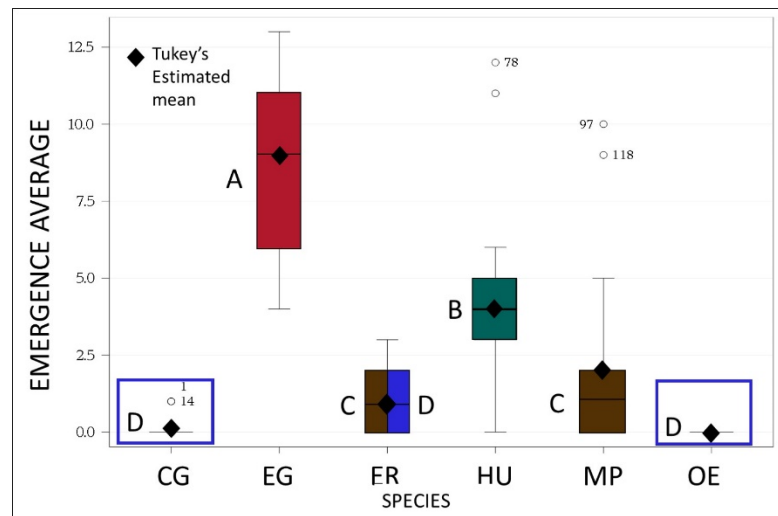 12.5
Tukey's
Estimated
mean
78
10.0
97
118
A
7.5
5.0
B
2.5
1
14
D
C
D
C
D
0.0
EMERGENCE AVERAGE
CG EG ER HU MP OE
SPECIES